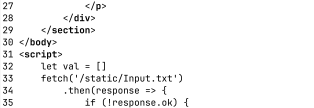 27                </p>
28            </div>
29        </section>
30    </body>
31    <script>
32        let val = []
33        fetch('/static/Input.txt')
34            .then(response => {
35                if (!response.ok) {